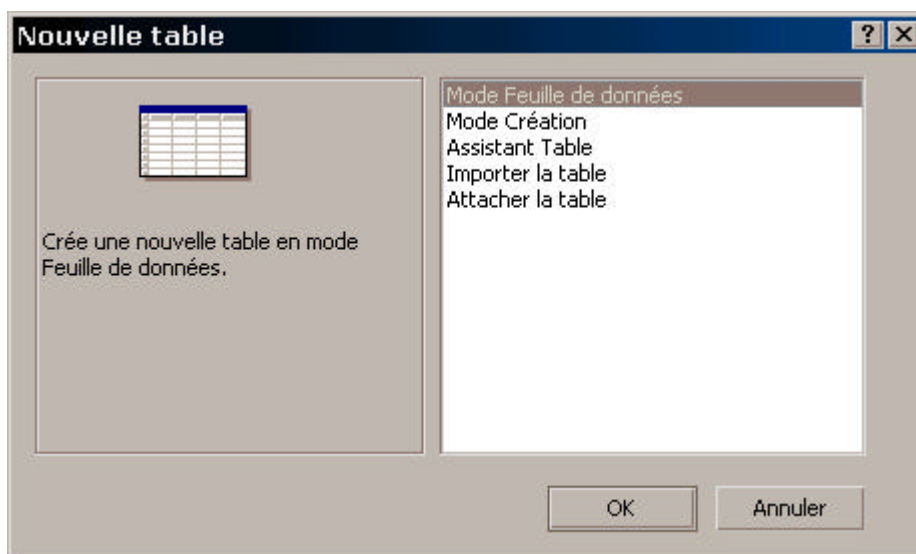 Nouvelle table
Mode Feuille de données
Mode Création
Assistant Table
Importer la table
Attacher la table
Crée une nouvelle table en mode
Feuille de données.
OK
Annuler